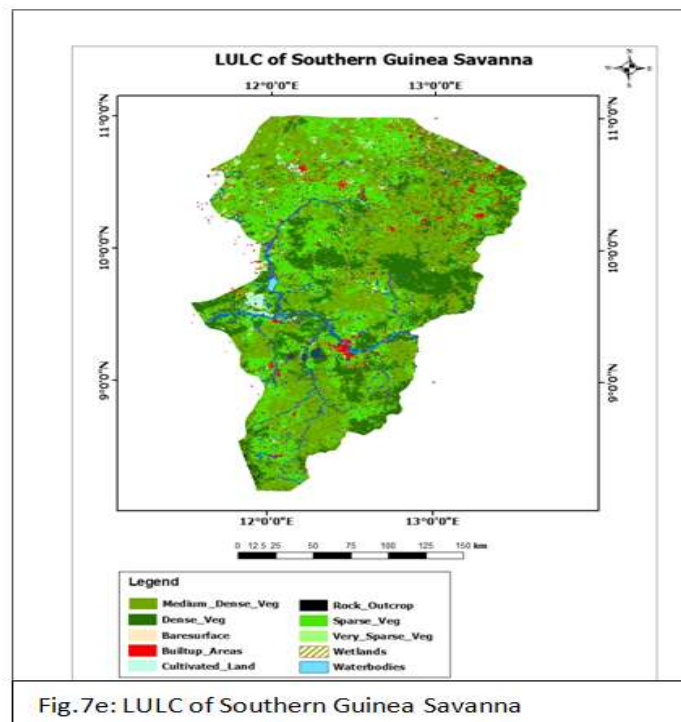 LULC of Southern Guinea Savanna
N
12°0'0"E 13°0'0"E
11°0'0"N 11°0'0"N
10°0'0"N 10°0'0"N
9°0'0"N 9°0'0"N
12°0'0"E 13°0'0"E
0 12.5 25 50 75 100 125 150 km
Legend
Medium_Dense_Veg Rock_Outcrop
Dense_Veg Sparse_Veg
Baresurface Very_Sparse_Veg
Builtup_Areas Wetlands
Cultivated_Land Waterbodies
Fig.7e: LULC of Southern Guinea Savanna